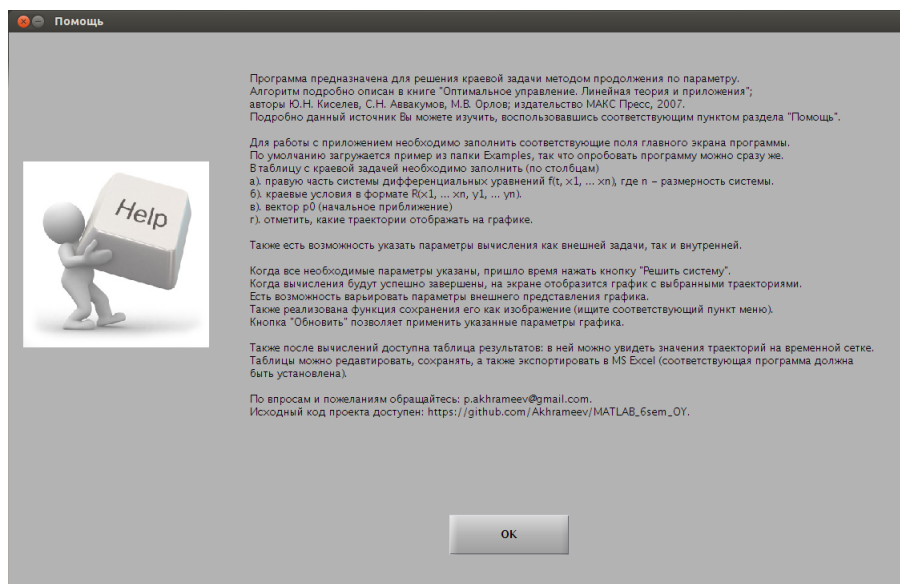 Помощь
Программа предназначена для решения краевой задачи методом продолжения по параметру.
Алгоритм подробно описан в книге "Оптимальное управление. Линейная теория и приложения";
авторы Ю.Н. Киселев, С.Н. Аввакумов, М.В. Орлов; издательство МАКС Пресс, 2007.
Подробно данный источник Вы можете изучить, воспользовавшись соответствующим пунктом раздела "Помощь".
Для работы с приложением необходимо заполнить соответствующие поля главного экрана программы.
По умолчанию загружается пример из папки Examples, так что опробовать программу можно сразу же.
В таблицу с краевой задачей необходимо заполнить (по столбцам)
а). правую часть системы дифференциальных уравнений f(t, x1, ... xn), где n – размерность системы.
б). краевые условия в формате R(x1, ... xn, y1, ... yn).
в). вектор p0 (начальное приближение)
г). отметить, какие траектории отображать на графике.
Также есть возможность указать параметры вычисления как внешней задачи, так и внутренней.
Когда все необходимые параметры указаны, пришло время нажать кнопку "Решить систему".
Когда вычисления будут успешно завершены, на экране отобразится график с выбранными траекториями.
Есть возможность варьировать параметры внешнего представления графика.
Также реализована функция сохранения его как изображение (ищите соответствующий пункт меню).
Кнопка "Обновить" позволяет применить указанные параметры графика.
Также после вычислений доступна таблица результатов: в ней можно увидеть значения траекторий на временной сетке.
Таблицы можно редавтировать, сохранять, а также экспортировать в MS Excel (соответствующая программа должна
быть установлена).
По вопросам и пожеланиям обращайтесь: p.akhrameev@gmail.com.
Исходный код проекта доступен: https://github.com/Akhrameev/MATLAB_6sem_OY.
Help
OK